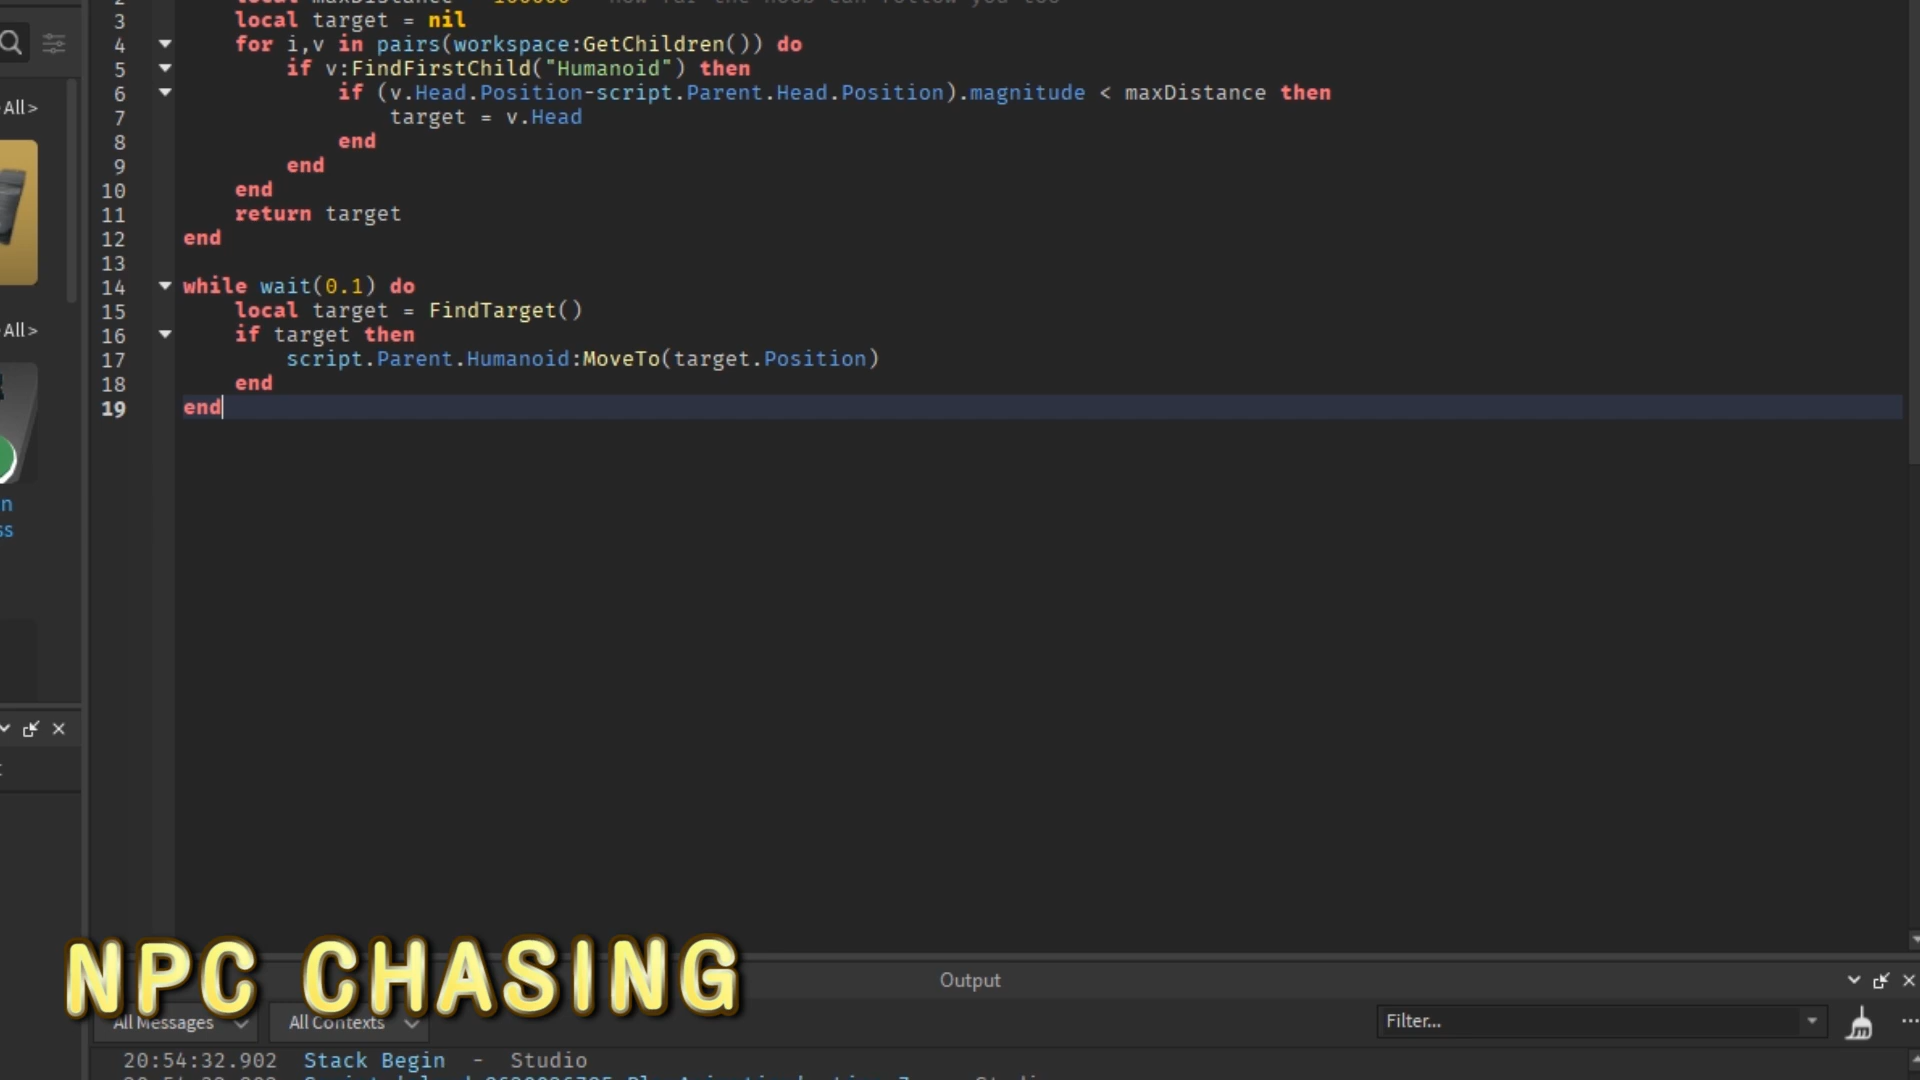 2 local maxDistance
3 local target = nil
4 for i,v in pairs(workspace:GetChildren()) do
5 if v:FindFirstChild("Humanoid") then
6 if (v.Head.Position-script.Parent.Head.Position).magnitude < maxDistance then
7 target = v.Head
8 end
9 end
10 end
11 return target
12 end
13
14 while wait(0.1) do
15 local target = FindTarget()
16 if target then
17 script.Parent.Humanoid:MoveTo(target.Position)
18 end
19 end
All >
All >
n
ss
NPC CHASING
Output
All Messages All Contexts Filter...
20:54:32.902 Stack Begin - Studio